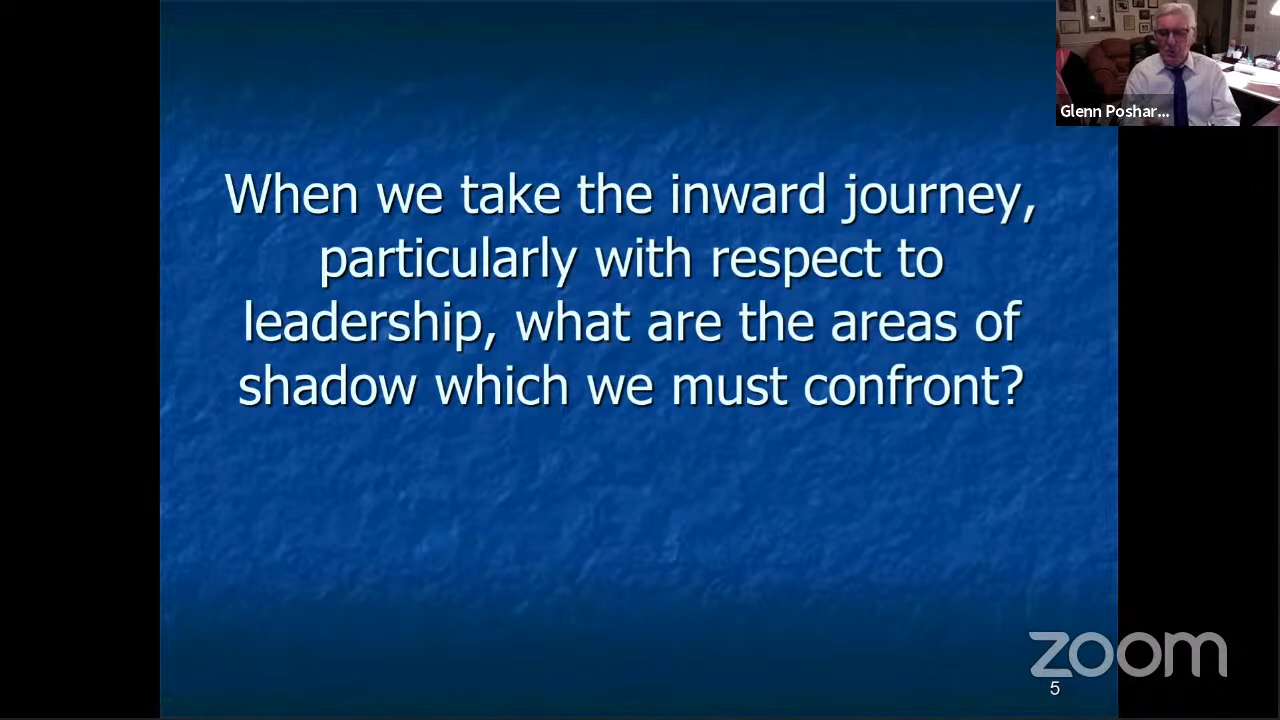 Glenn Poshar...
When we take the inward journey,
particularly with respect to
leadership, what are the areas of
shadow which we must confront?
zoom
5